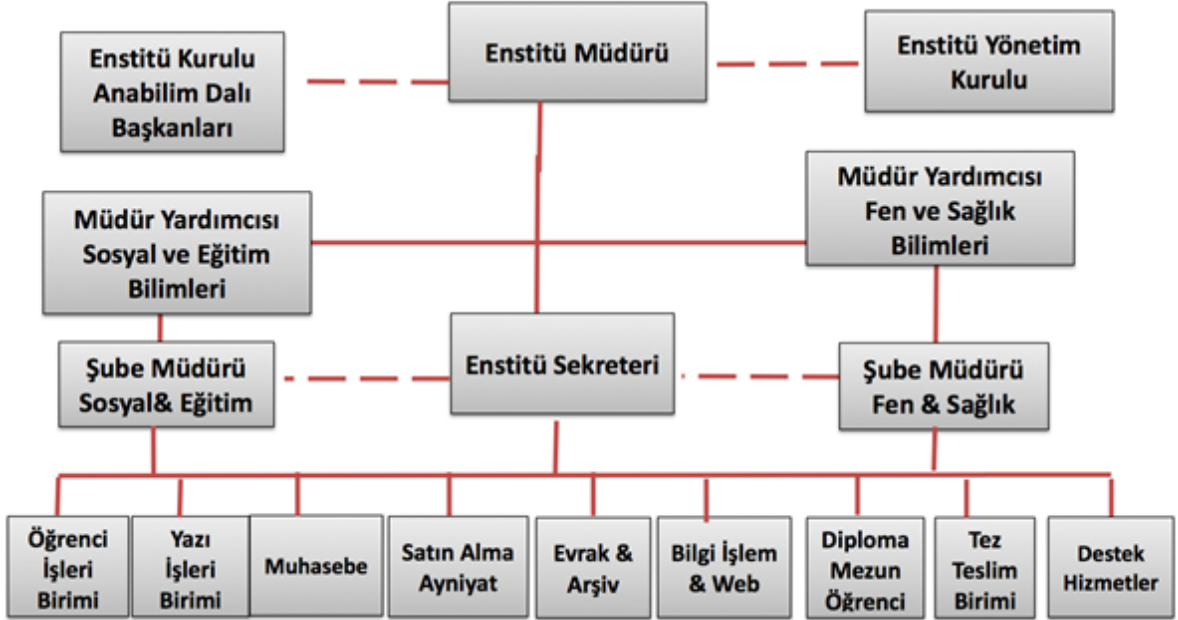 Enstitü Kurulu
Anabilim Dalı
Başkanları
Enstitü Müdürü
Enstitü Yönetim
Kurulu
Müdür Yardımcısı
Sosyal ve Eğitim
Bilimleri
Müdür Yardımcısı
Fen ve Sağlık
Bilimleri
Şube Müdürü
Sosyal& Eğitim
Enstitü Sekreteri
Şube Müdürü
Fen & Sağlık
Öğrenci
İşleri
Birimi
Yazı
İşleri
Birimi
Muhasebe
Satın Alma
Ayniyat
Evrak &
Arşiv
Bilgi İşlem
& Web
Diploma
Mezun
Öğrenci
Tez
Teslim
Birimi
Destek
Hizmetler